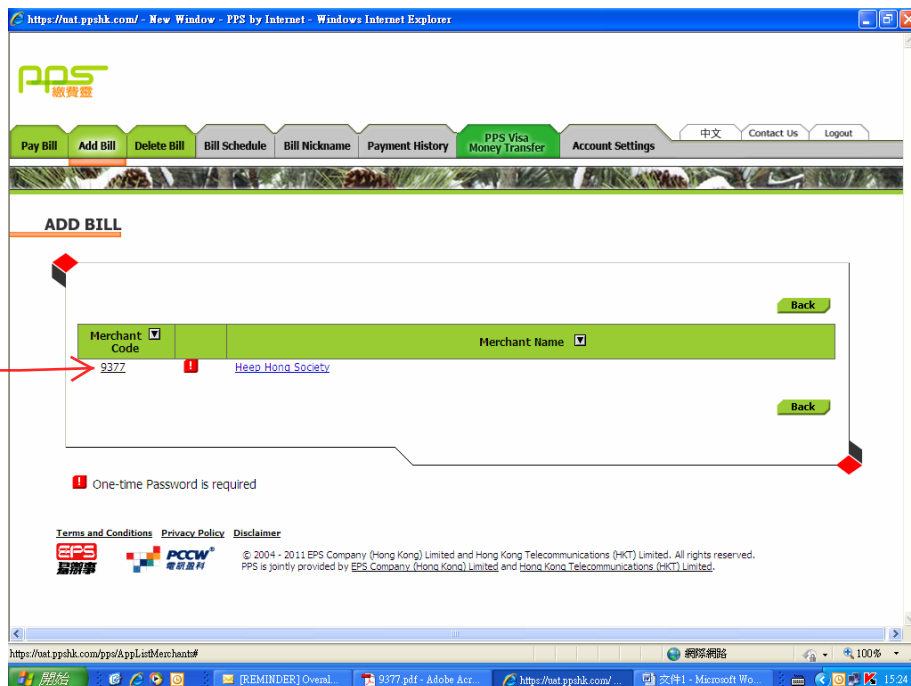 https://uat.ppshk.com/ - New Window - PPS by Internet - Windows Internet Explorer
pps
繳費靈
中文 Contact Us Logout
Pay Bill Add Bill Delete Bill Bill Schedule Bill Nickname Payment History PPS Visa Money Transfer Account Settings
ADD BILL
Back
Merchant Code Merchant Name
9377 ! Heep Hong Society
Back
! One-time Password is required
Terms and Conditions Privacy Policy Disclaimer
EPS 易辦事 PCCW® 電訊盈科
© 2004 - 2011 EPS Company (Hong Kong) Limited and Hong Kong Telecommunications (HKT) Limited. All rights reserved.
PPS is jointly provided by EPS Company (Hong Kong) Limited and Hong Kong Telecommunications (HKT) Limited.
https://uat.ppshk.com/pps/AppListMerchants# 網際網路 100%
開始 [REMINDER] Overal... 9377.pdf - Adobe Acr... https://uat.ppshk.com/ ... 文件1 - Microsoft Wo... 15:24